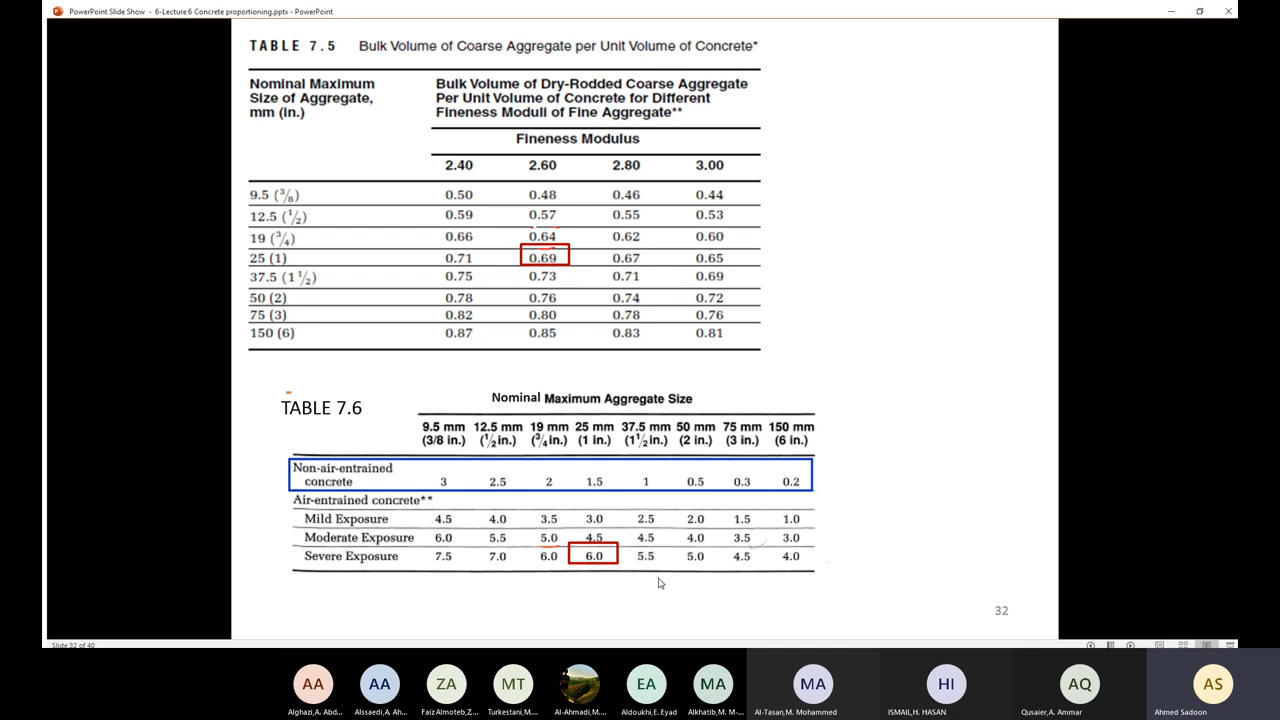 PowerPoint Slide Show - 6-Lecture 6 Concrete proportioning.pptx - PowerPoint
TABLE 7.5 Bulk Volume of Coarse Aggregate per Unit Volume of Concrete*
Nominal Maximum Size of Aggregate, mm (in.)
Bulk Volume of Dry-Rodded Coarse Aggregate
Per Unit Volume of Concrete for Different
Fineness Moduli of Fine Aggregate**
Fineness Modulus
2.40 2.60 2.80 3.00
9.5 (3/8) 0.50 0.48 0.46 0.44
12.5 (1/2) 0.59 0.57 0.55 0.53
19 (3/4) 0.66 0.64 0.62 0.60
25 (1) 0.71 0.69 0.67 0.65
37.5 (1 1/2) 0.75 0.73 0.71 0.69
50 (2) 0.78 0.76 0.74 0.72
75 (3) 0.82 0.80 0.78 0.76
150 (6) 0.87 0.85 0.83 0.81
TABLE 7.6
Nominal Maximum Aggregate Size
9.5 mm 12.5 mm 19 mm 25 mm 37.5 mm 50 mm 75 mm 150 mm
(3/8 in.) (1/2 in.) (3/4 in.) (1 in.) (1 1/2 in.) (2 in.) (3 in.) (6 in.)
Non-air-entrained
concrete 3 2.5 2 1.5 1 0.5 0.3 0.2
Air-entrained concrete**
Mild Exposure 4.5 4.0 3.5 3.0 2.5 2.0 1.5 1.0
Moderate Exposure 6.0 5.5 5.0 4.5 4.5 4.0 3.5 3.0
Severe Exposure 7.5 7.0 6.0 6.0 5.5 5.0 4.5 4.0
32
Slide 32 of 40
AA AA ZA MT EA MA MA HI AQ AS
Alghazi,A. Abd... Alssaedi,A. Ah... Faiz Almoteb,Z... Turkestani,M... Al-Ahmadi,M.... Aldoukhi,E. Eyad Alkhatib,M. M-... Al-Tasan,M. Mohammed ISMAIL,H. HASAN Qusaier,A. Ammar Ahmed Sadoon